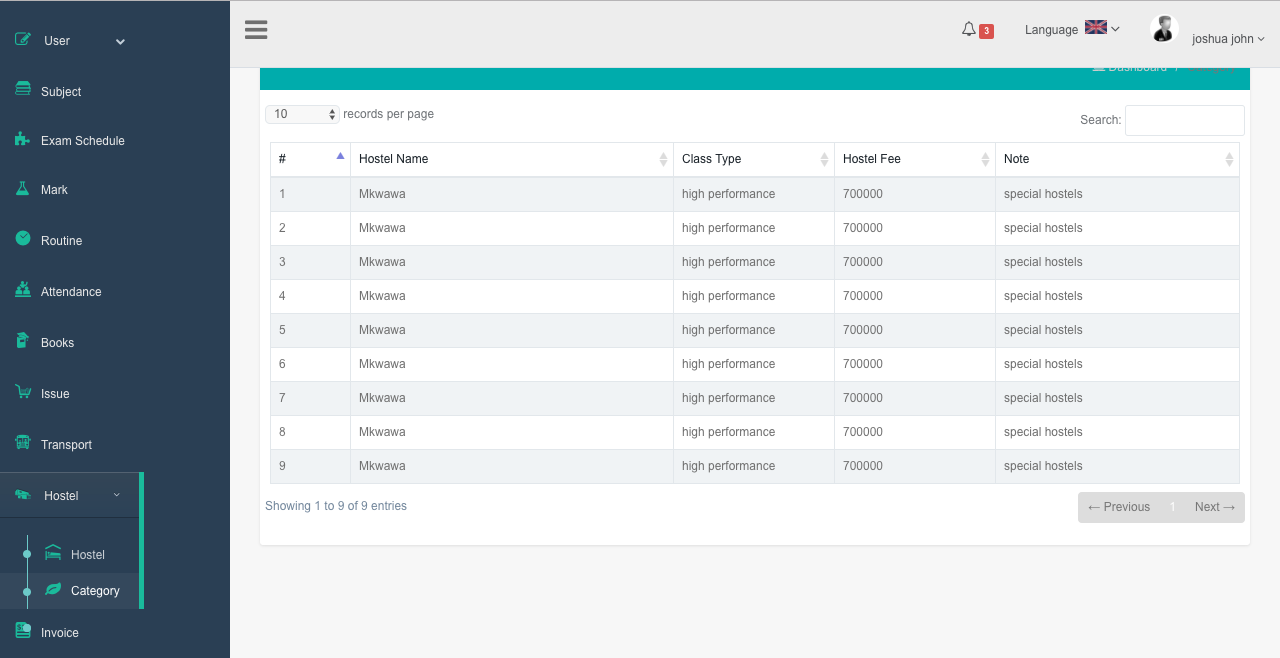 User
Subject
Exam Schedule
Mark
Routine
Attendance
Books
Issue
Transport
Hostel
Hostel
Category
Invoice
3
Language
joshua john
Dashboard /
10 records per page
Search:
# Hostel Name Class Type Hostel Fee Note
1 Mkwawa high performance 700000 special hostels
2 Mkwawa high performance 700000 special hostels
3 Mkwawa high performance 700000 special hostels
4 Mkwawa high performance 700000 special hostels
5 Mkwawa high performance 700000 special hostels
6 Mkwawa high performance 700000 special hostels
7 Mkwawa high performance 700000 special hostels
8 Mkwawa high performance 700000 special hostels
9 Mkwawa high performance 700000 special hostels
Showing 1 to 9 of 9 entries
← Previous 1 Next →